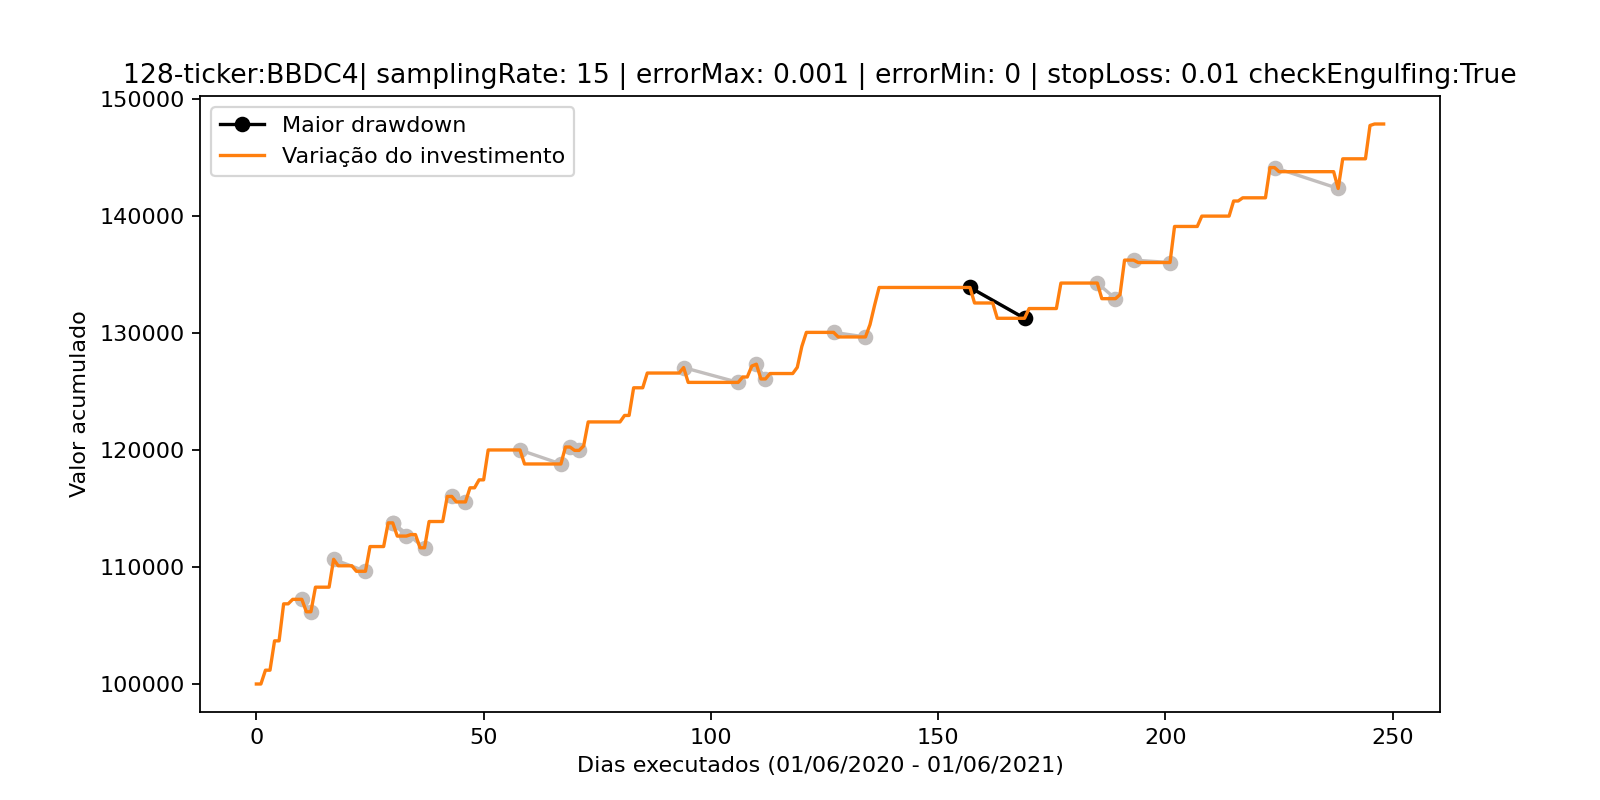 128-ticker:BBDC4| samplingRate: 15 | errorMax: 0.001 | errorMin: 0 | stopLoss: 0.01 checkEngulfing:True
150000
140000
130000
120000
110000
100000
Valor acumulado
Maior drawdown
Variação do investimento
0 50 100 150 200 250
Dias executados (01/06/2020 - 01/06/2021)